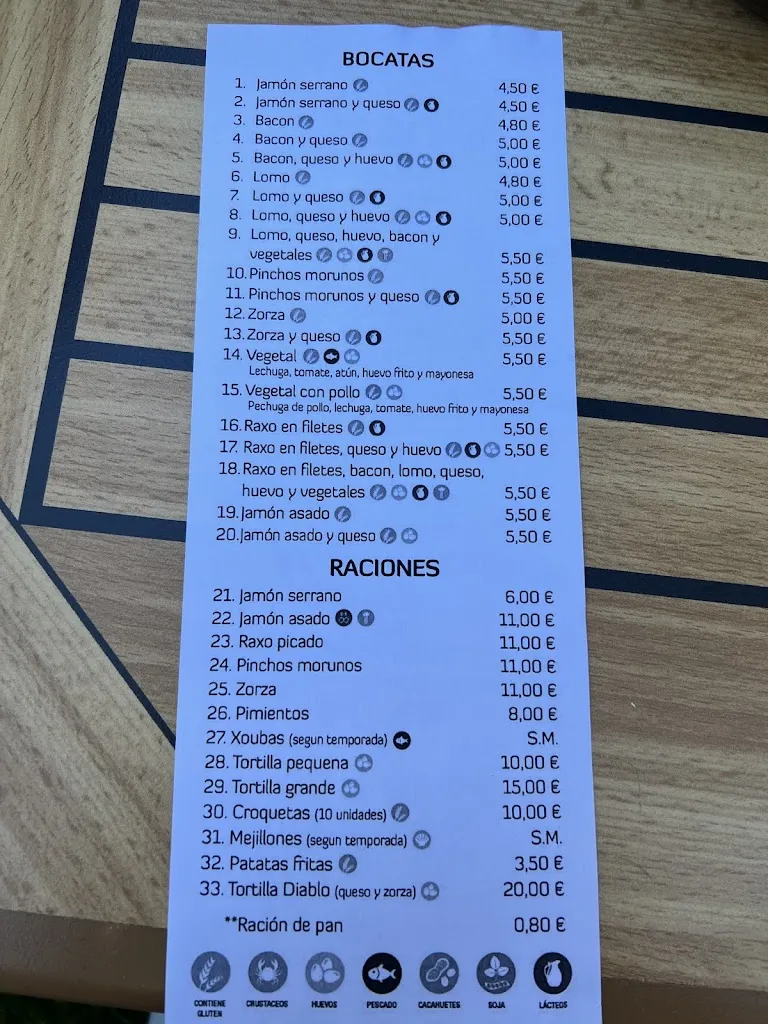 BOCATAS
1. Jamón serrano 4,50 €
2. Jamón serrano y queso 4,50 €
3. Bacon 4,80 €
4. Bacon y queso 5,00 €
5. Bacon, queso y huevo 5,00 €
6. Lomo 4,80 €
7. Lomo y queso 5,00 €
8. Lomo, queso y huevo 5,00 €
9. Lomo, queso, huevo, bacon y
vegetales 5,50 €
10. Pinchos morunos 5,50 €
11. Pinchos morunos y queso 5,50 €
12. Zorza 5,00 €
13. Zorza y queso 5,50 €
14. Vegetal 5,50 €
Lechuga, tomate, atún, huevo frito y mayonesa
15. Vegetal con pollo 5,50 €
Pechuga de pollo, lechuga, tomate, huevo frito y mayonesa
16. Raxo en filetes 5,50 €
17. Raxo en filetes, queso y huevo 5,50 €
18. Raxo en filetes, bacon, lomo, queso,
huevo y vegetales 5,50 €
19. Jamón asado 5,50 €
20. Jamón asado y queso 5,50 €
RACIONES
21. Jamón serrano 6,00 €
22. Jamón asado 11,00 €
23. Raxo picado 11,00 €
24. Pinchos morunos 11,00 €
25. Zorza 11,00 €
26. Pimientos 8,00 €
27. Xoubas (segun temporada) S.M.
28. Tortilla pequena 10,00 €
29. Tortilla grande 15,00 €
30. Croquetas (10 unidades) 10,00 €
31. Mejillones (segun temporada) S.M.
32. Patatas fritas 3,50 €
33. Tortilla Diablo (queso y zorza) 20,00 €
**Ración de pan 0,80 €
CONTIENE GLUTEN CRUSTACEOS HUEVOS PESCADO CACAHUETES SOJA LÁCTEOS